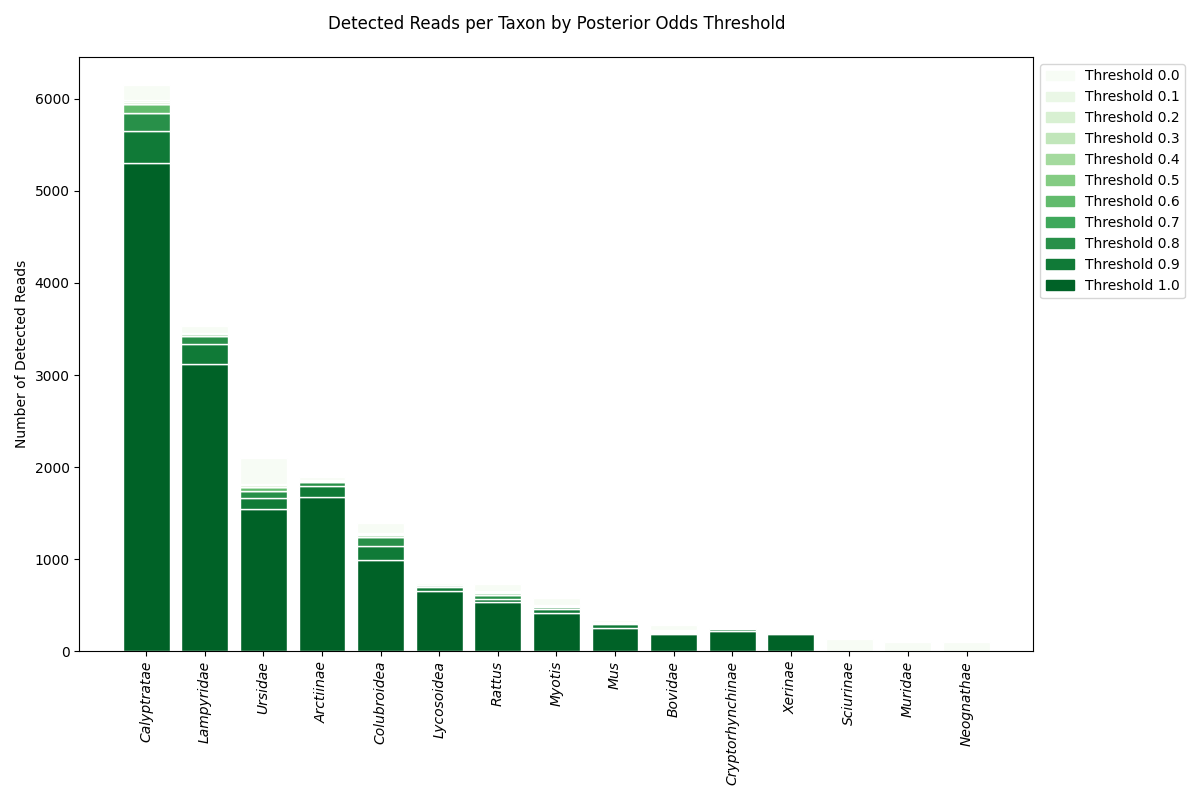 Detected Reads per Taxon by Posterior Odds Threshold
Number of Detected Reads
6000
5000
4000
3000
2000
1000
0
Calyptratae
Lampyridae
Ursidae
Arctiinae
Colubroidea
Lycosoidea
Rattus
Myotis
Mus
Bovidae
Cryptorhynchinae
Xerinae
Sciurinae
Muridae
Neognathae
Threshold 0.0
Threshold 0.1
Threshold 0.2
Threshold 0.3
Threshold 0.4
Threshold 0.5
Threshold 0.6
Threshold 0.7
Threshold 0.8
Threshold 0.9
Threshold 1.0